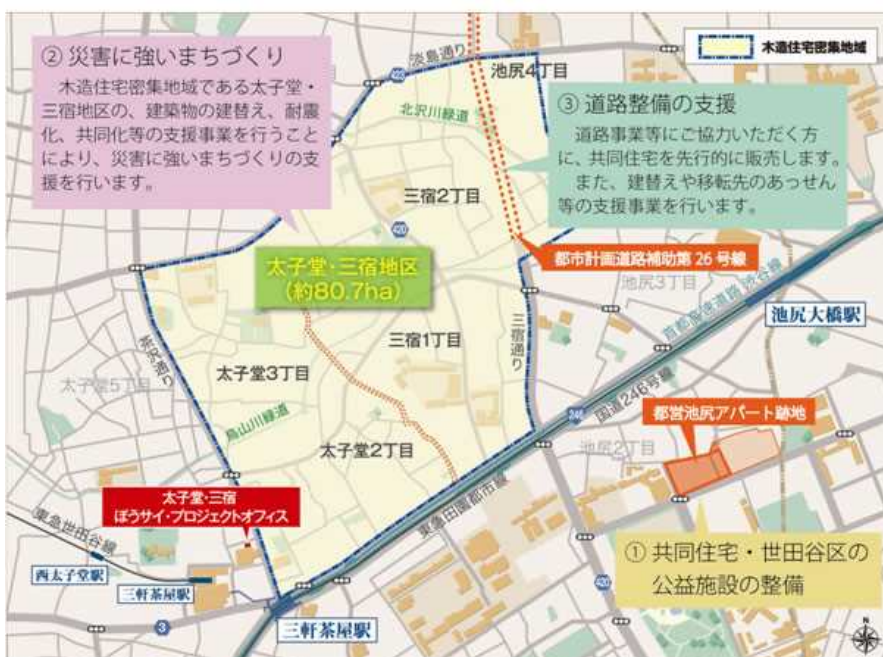 ② 災害に強いまちづくり
木造住宅密集地域である太子堂・
三宿地区の、建築物の建替え、耐震
化、共同化等の支援事業を行うこと
により、災害に強いまちづくりの支
援を行います。
淡島通り
423
池尻4丁目
木造住宅密集地域
北沢川緑道
③ 道路整備の支援
道路事業等にご協力いただく方
に、共同住宅を先行的に販売します。
また、建替えや移転先のあっせん
等の支援事業を行います。
三宿2丁目
420
都市計画道路補助第26号線
太子堂・三宿地区
(約80.7ha)
池尻3丁目
首都高速道路 渋谷線
池尻大橋駅
三宿1丁目
三宿通り
茶沢通り
太子堂3丁目
太子堂5丁目
国道246号線
246
都営池尻アパート跡地
烏山川緑道
太子堂2丁目
池尻2丁目
太子堂・三宿
ぼうサイ・プロジェクトオフィス
東急田園都市線
東急世田谷線
① 共同住宅・世田谷区の
公益施設の整備
西太子堂駅
三軒茶屋駅
420
3
三軒茶屋駅
N